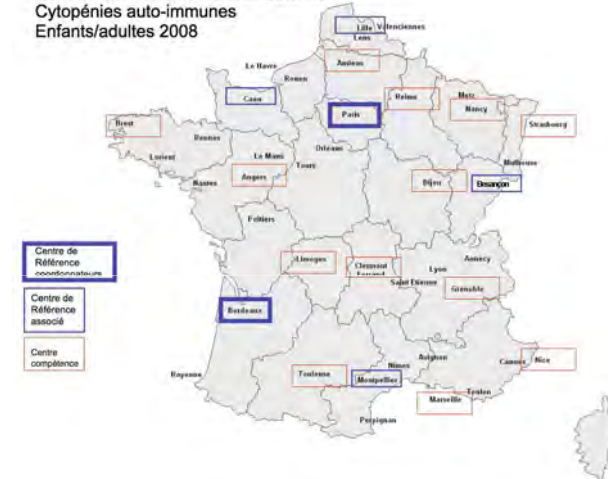 Cytopénies auto-immunes
Enfants/adultes 2008
Lille
Valenciennes
Lens
Amiens
Le Havre
Rouen
Caen
Reims
Metz
Nancy
Paris
Strasbourg
Brest
Rennes
Orléans
Lorient
Le Mans
Tours
Mulhouse
Angers
Dijon
Besançon
Nantes
Poitiers
Centre de
Référence
coordonnateurs
Limoges
Clermont
Ferrand
Annecy
Lyon
Saint Etienne
Grenoble
Centre de
Référence
associé
Bordeaux
Centre
compétence
Avignon
Nimes
Cannes
Nice
Bayonne
Toulouse
Montpellier
Toulon
Marseille
Perpignan